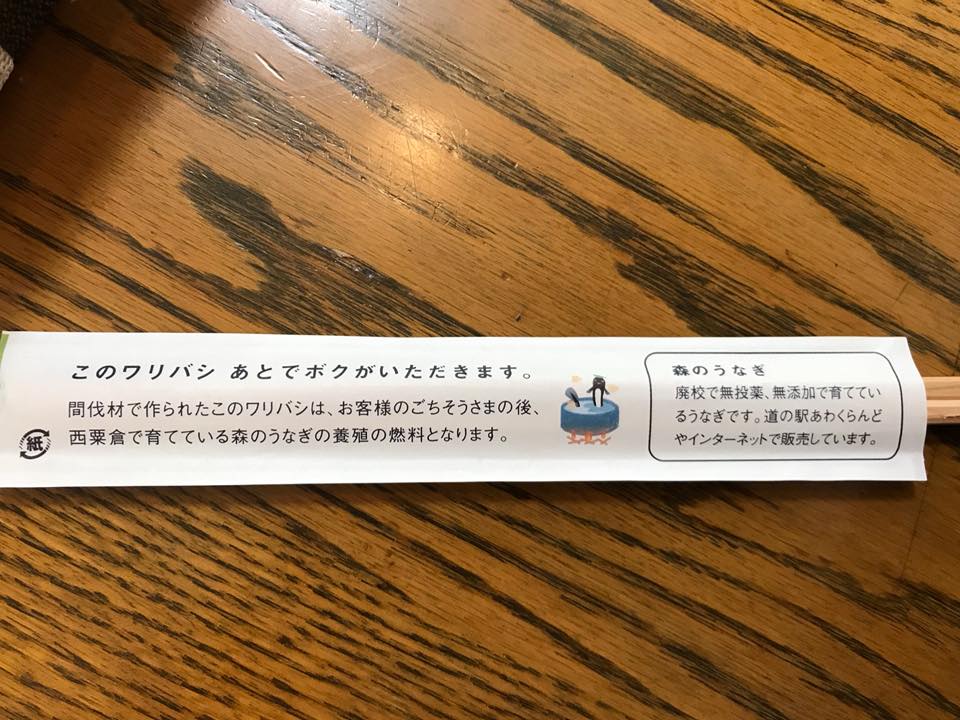 このワリバシ あとでボクがいただきます。
間伐材で作られたこのワリバシは、お客様のごちそうさまの後、
西粟倉で育てている森のうなぎの養殖の燃料となります。
紙
森のうなぎ
廃校で無投薬、無添加で育ててい
るうなぎです。道の駅あわくらんど
やインターネットで販売しています。